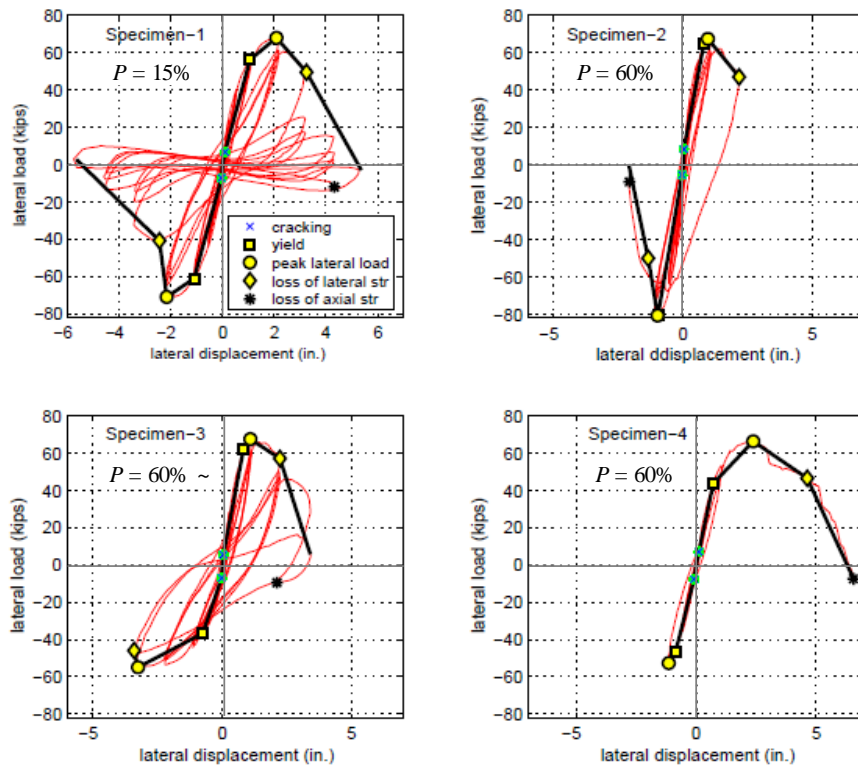 Specimen-1
P = 15%
lateral load (kips)
80
60
40
20
0
−20
−40
−60
−80
−6
−4
−2
0
2
4
6
lateral displacement (in.)
cracking
yield
peak lateral load
loss of lateral str
loss of axial str
Specimen-2
P = 60%
lateral load (kips)
80
60
40
20
0
−20
−40
−60
−80
−5
0
5
lateral ddisplacement (in.)
Specimen-3
P = 60% ~
lateral load (kips)
80
60
40
20
0
−20
−40
−60
−80
−5
0
5
lateral displacement (in.)
Specimen-4
P = 60%
lateral load (kips)
80
60
40
20
0
−20
−40
−60
−80
−5
0
5
lateral displacement (in.)